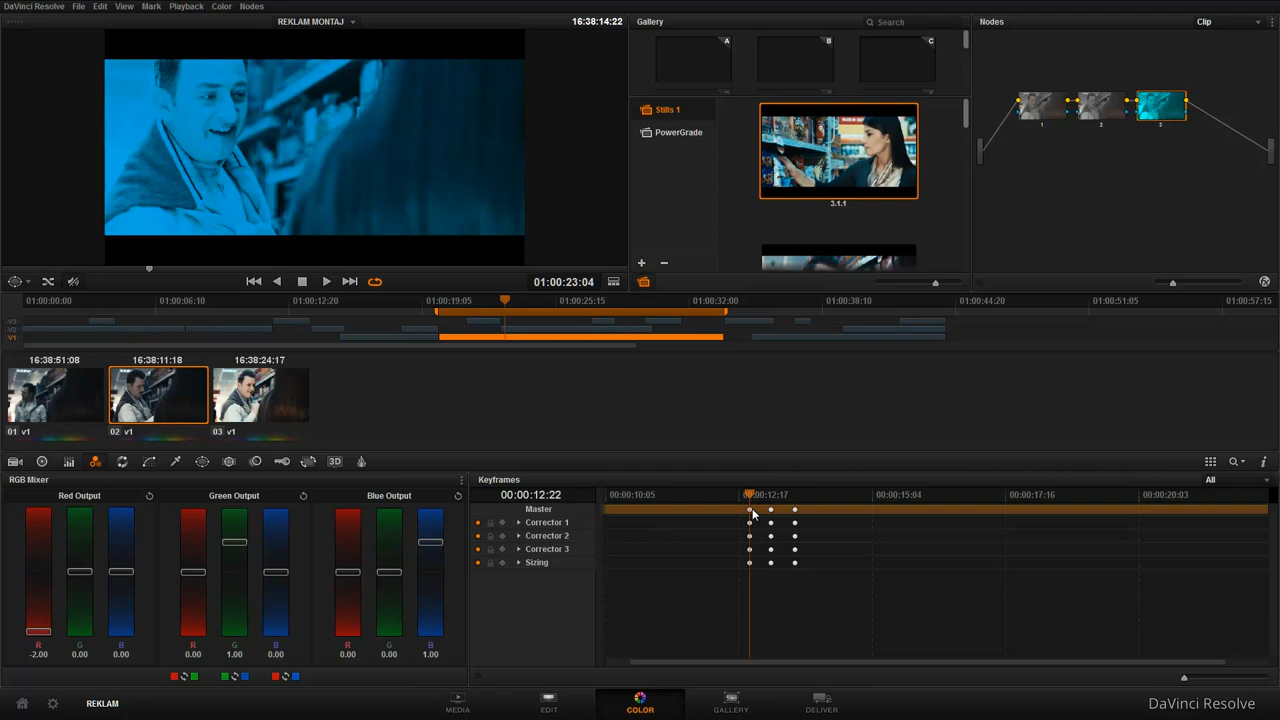 DaVinci Resolve File Edit View Mark Playback Color Nodes
REKLAM MONTAJ 16:38:14:22 Gallery Search Nodes Clip
A B C
Stills 1
PowerGrade
1 2 3
3.1.1
01:00:23:04
01:00:00:00 01:00:06:10 01:00:12:20 01:00:19:05 01:00:25:15 01:00:32:00 01:00:38:10 01:00:44:20 01:00:51:05 01:00:57:15
V3
V2
V1
16:38:51:08 16:38:11:18 16:38:24:17
01 v1 02 v1 03 v1
3D
RGB Mixer Keyframes All
Red Output Green Output Blue Output
00:00:12:22 00:00:10:05 00:00:12:17 00:00:15:04 00:00:17:16 00:00:20:03
Master
Corrector 1
Corrector 2
Corrector 3
Sizing
R G B R G B R G B
-2.00 0.00 0.00 0.00 1.00 0.00 0.00 0.00 1.00
REKLAM MEDIA EDIT COLOR GALLERY DELIVER DaVinci Resolve